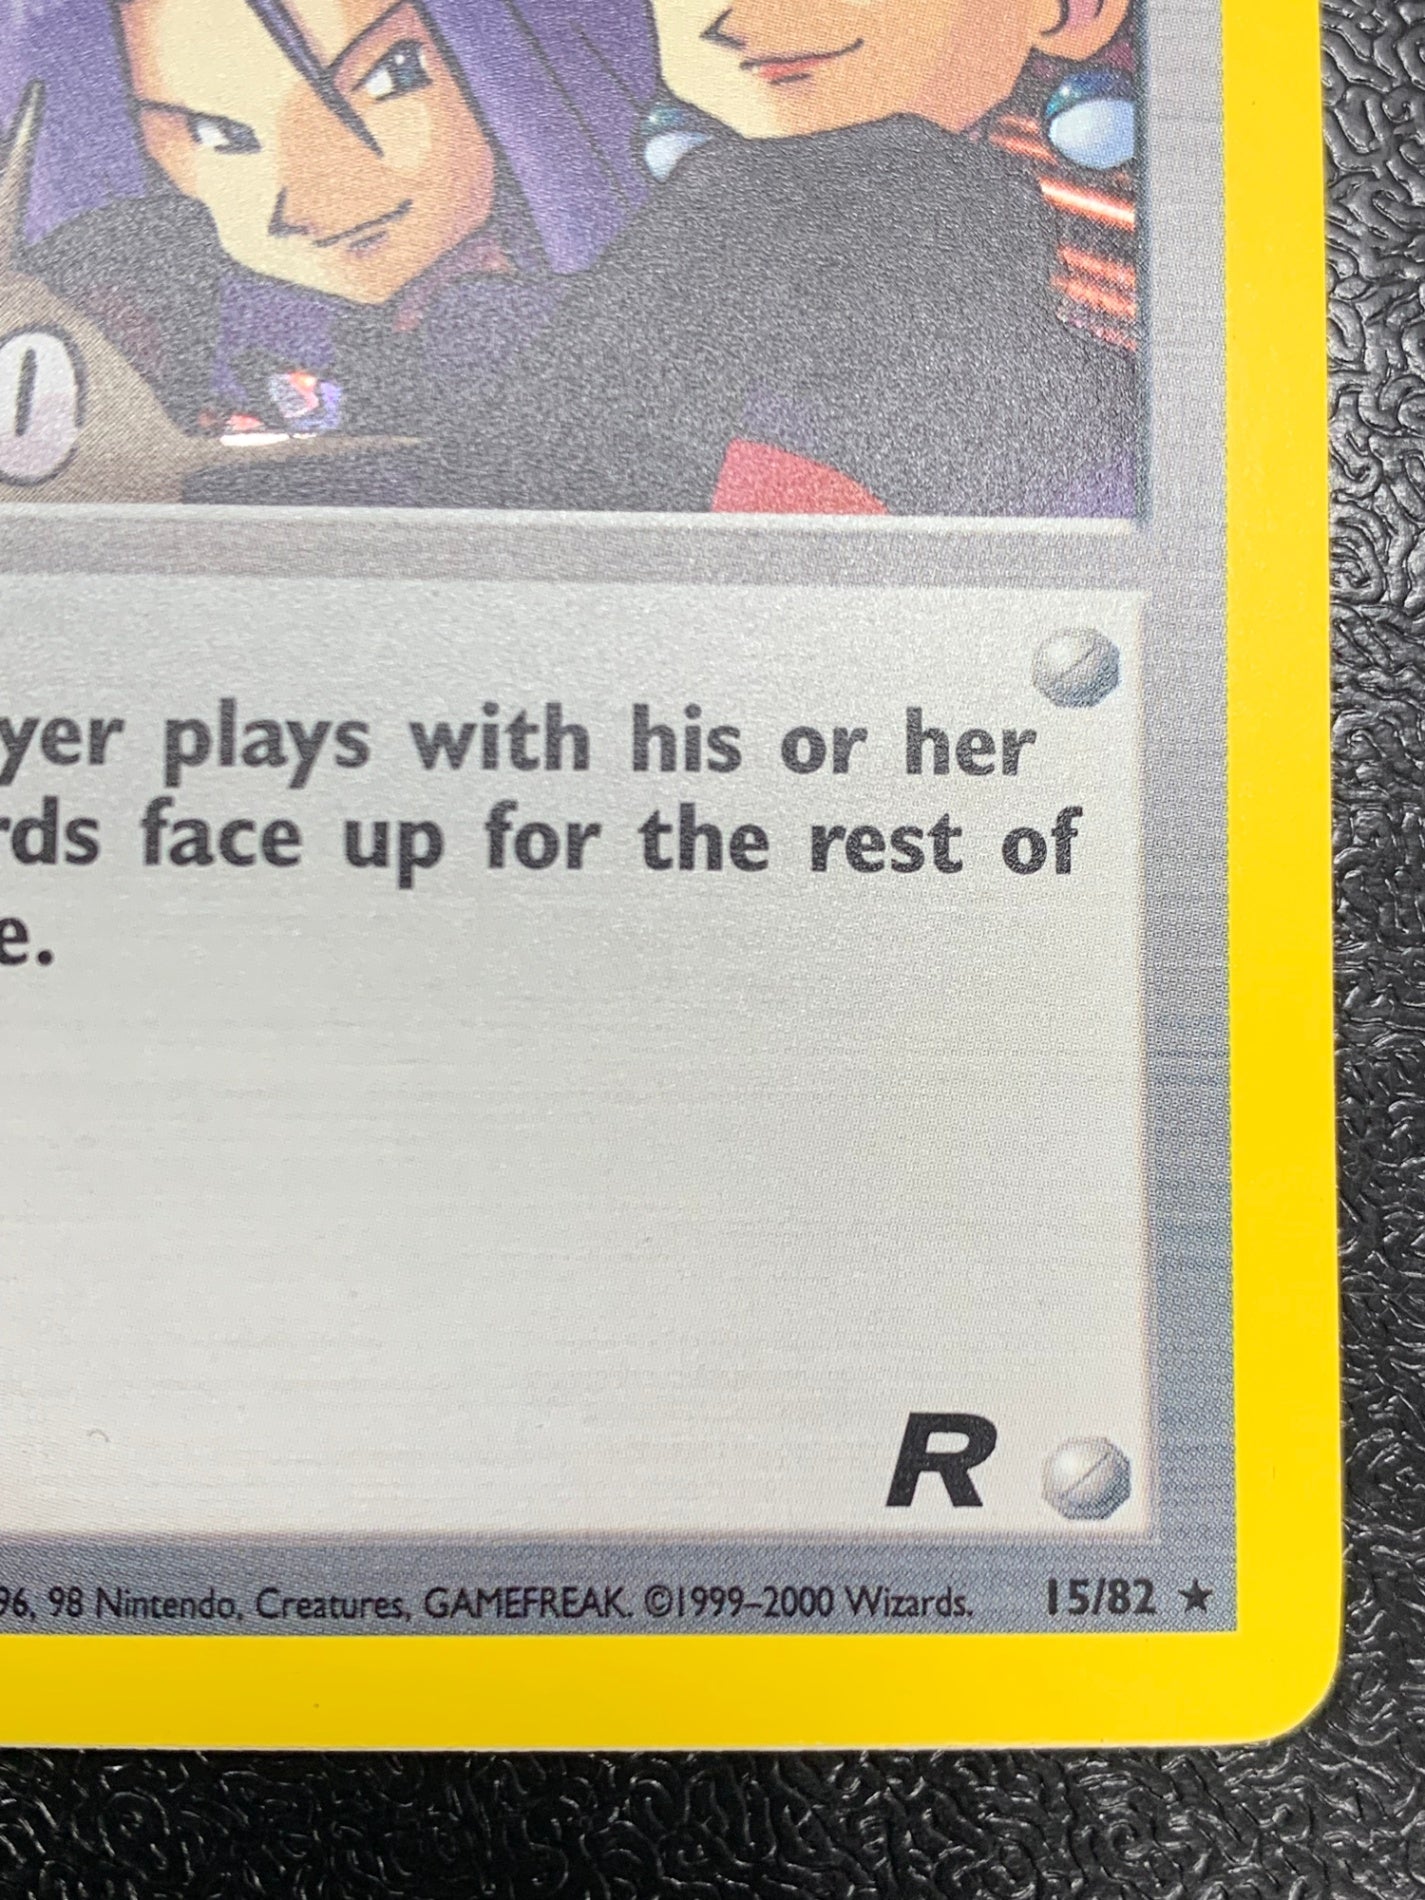 yer plays with his or her
rds face up for the rest of
e.
R
96, 98 Nintendo, Creatures, GAMEFREAK. ©1999–2000 Wizards. 15/82 ★